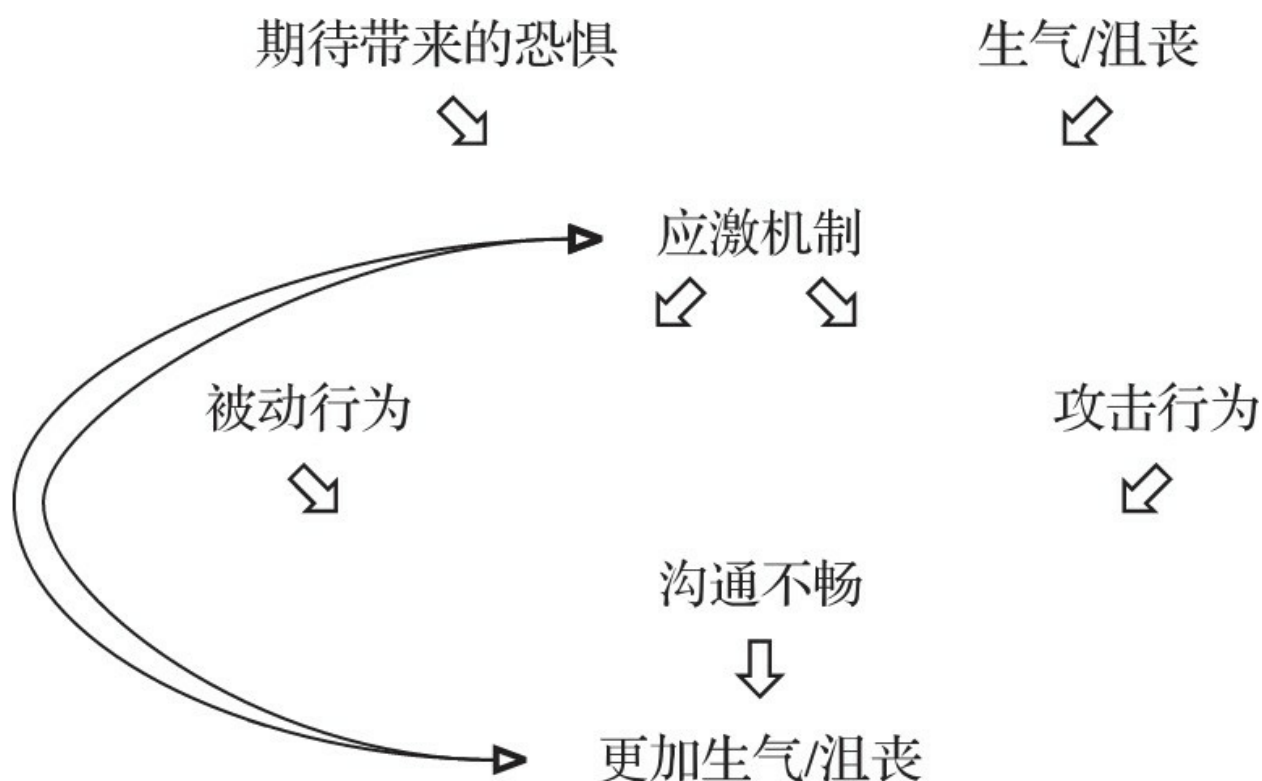 期待带来的恐惧
生气/沮丧
应激机制
被动行为
攻击行为
沟通不畅
更加生气/沮丧